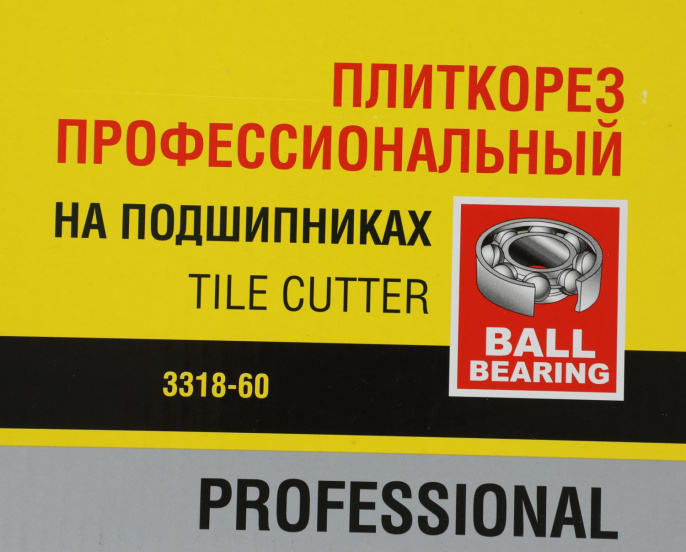 ПЛИТКОРЕЗ
ПРОФЕССИОНАЛЬНЫЙ
НА ПОДШИПНИКАХ
TILE CUTTER
BALL
BEARING
3318-60
PROFESSIONAL